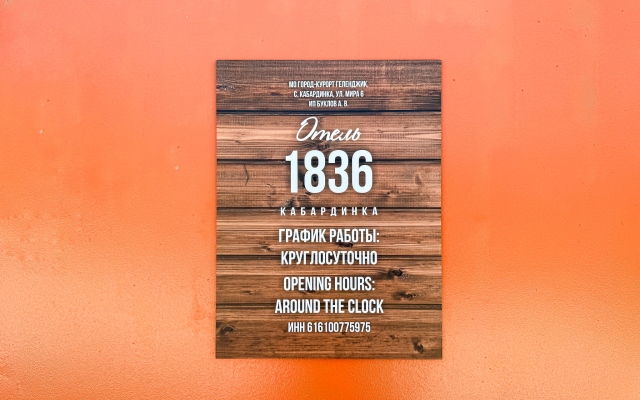 МО ГОРОД-КУРОРТ ГЕЛЕНДЖИК,
С. КАБАРДИНКА, УЛ. МИРА 6
ИП БУКЛОВ А. В.
Отель
1836
КАБАРДИНКА
ГРАФИК РАБОТЫ:
КРУГЛОСУТОЧНО
OPENING HOURS:
AROUND THE CLOCK
ИНН 616100775975